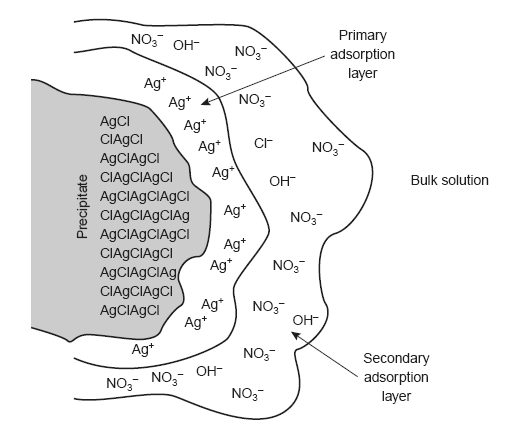 NO₃⁻ OH⁻ NO₃⁻
NO₃⁻
Primary
adsorption
layer
Ag⁺
Ag⁺
NO₃⁻
AgCl
Ag⁺
ClAgCl
Ag⁺
Cl⁻
NO₃⁻
AgClAgCl
ClAgClAgCl
Ag⁺
OH⁻
Bulk solution
AgClAgClAgCl
ClAgClAgClAg
Ag⁺
NO₃⁻
AgClAgClAgCl
ClAgClAgCl
Ag⁺
AgClAgClAg
Ag⁺
NO₃⁻
ClAgClAgCl
AgClAgCl
Ag⁺
NO₃⁻
Ag⁺
OH⁻
Precipitate
Ag⁺
NO₃⁻
NO₃⁻ NO₃⁻ OH⁻
NO₃⁻
Secondary
adsorption
layer